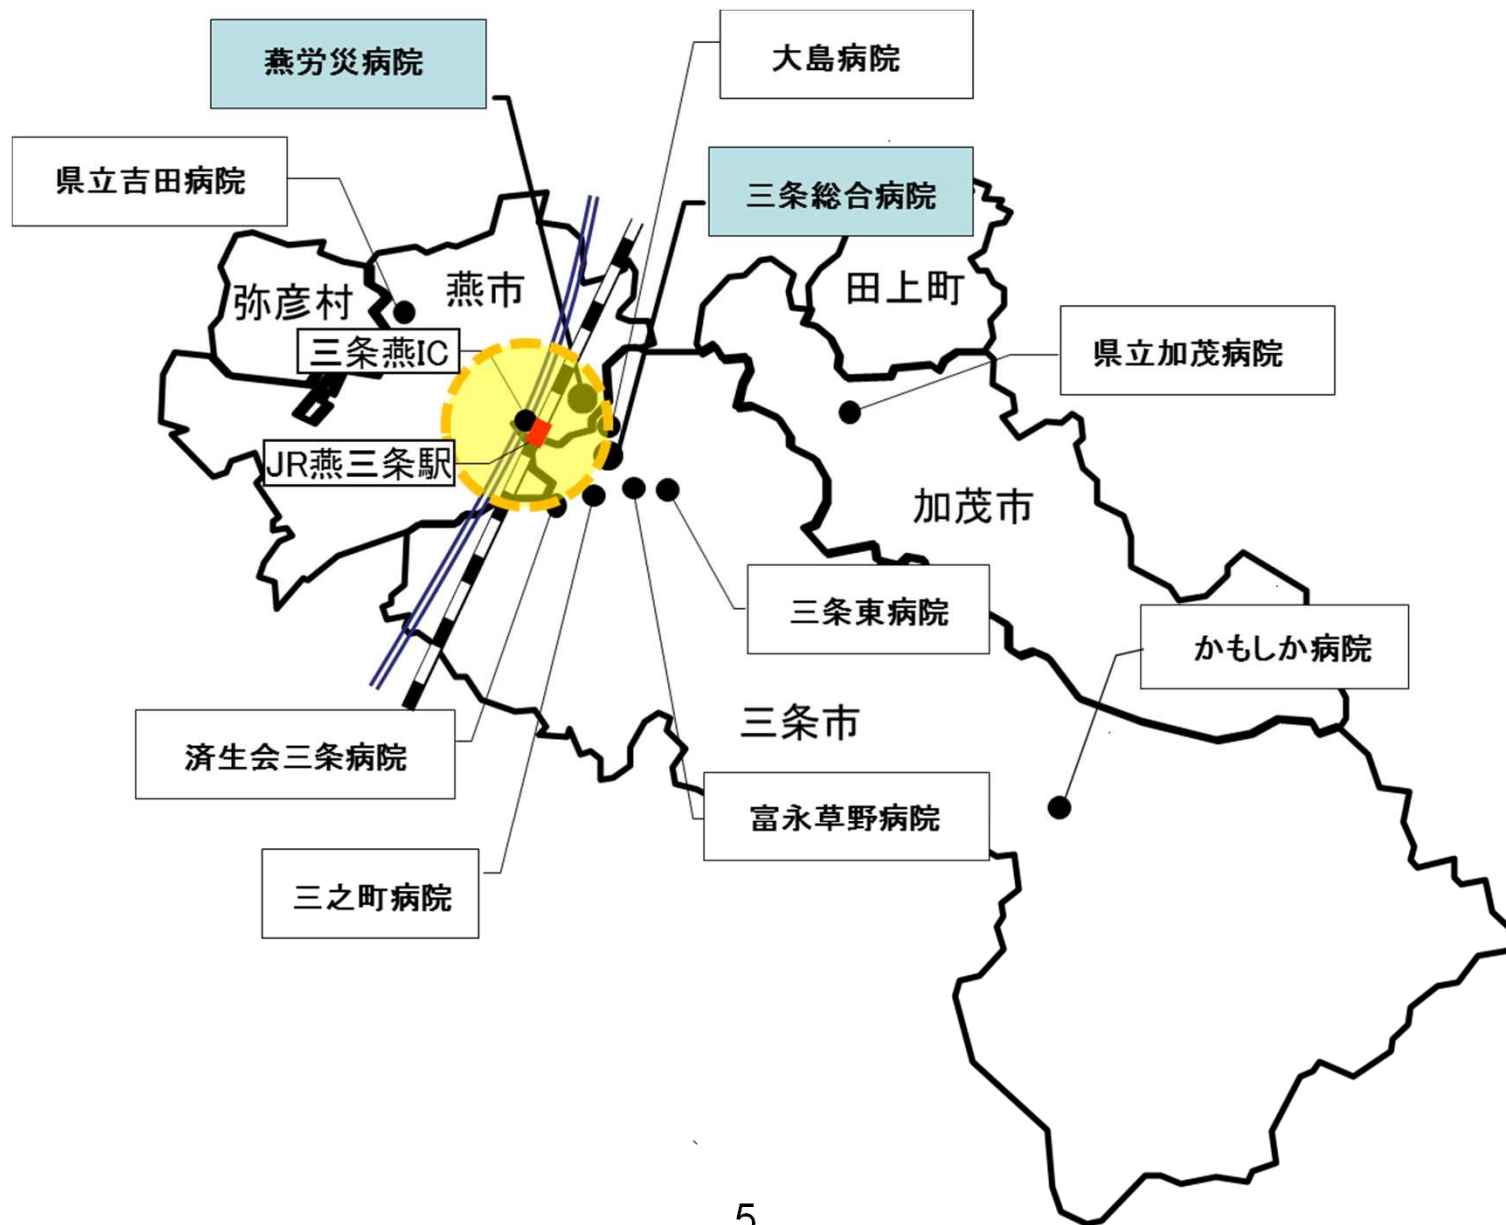 燕労災病院
大島病院
県立吉田病院
三条総合病院
弥彦村
燕市
田上町
三条燕IC
県立加茂病院
JR燕三条駅
加茂市
三条東病院
かもしか病院
三条市
済生会三条病院
富永草野病院
三之町病院
5